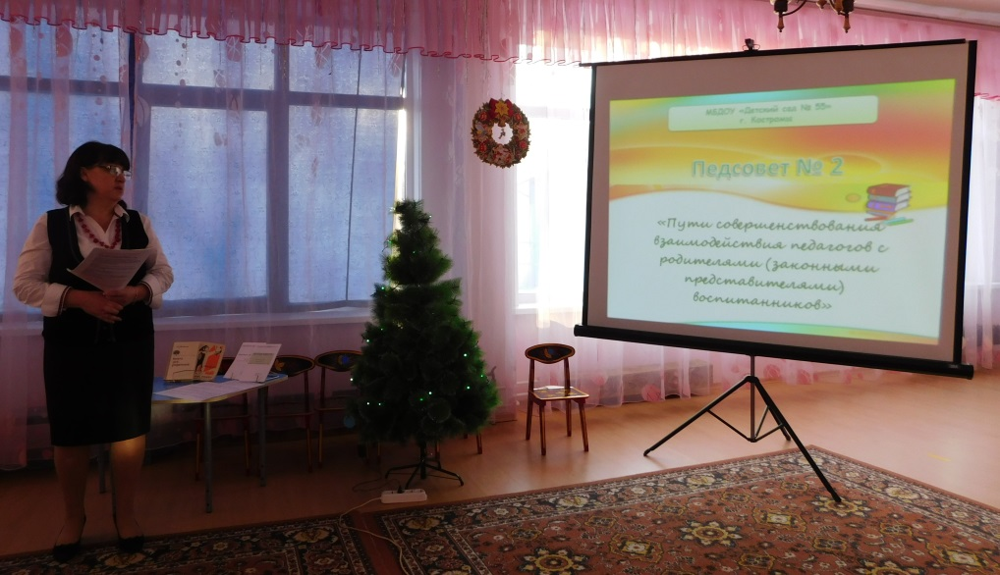 МБДОУ «Детский сад № 55»
г. Кострома
Педсовет № 2
«Пути совершенствования
взаимодействия педагогов с
родителями (законными
представителями)
воспитанников»